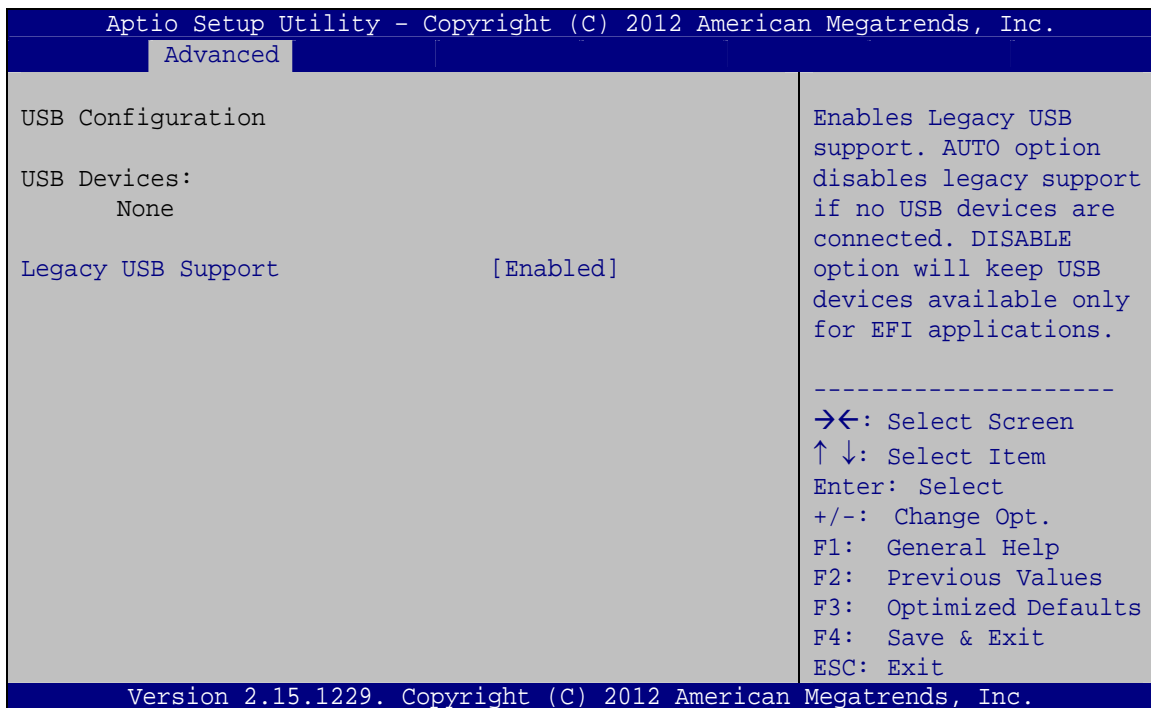 Aptio Setup Utility – Copyright (C) 2012 American Megatrends, Inc.
Advanced
USB Configuration
USB Devices:
None
Legacy USB Support [Enabled]
Enables Legacy USB
support. AUTO option
disables legacy support
if no USB devices are
connected. DISABLE
option will keep USB
devices available only
for EFI applications.
---------------------
→←: Select Screen
↑ ↓: Select Item
Enter: Select
+/-: Change Opt.
F1: General Help
F2: Previous Values
F3: Optimized Defaults
F4: Save & Exit
ESC: Exit
Version 2.15.1229. Copyright (C) 2012 American Megatrends, Inc.